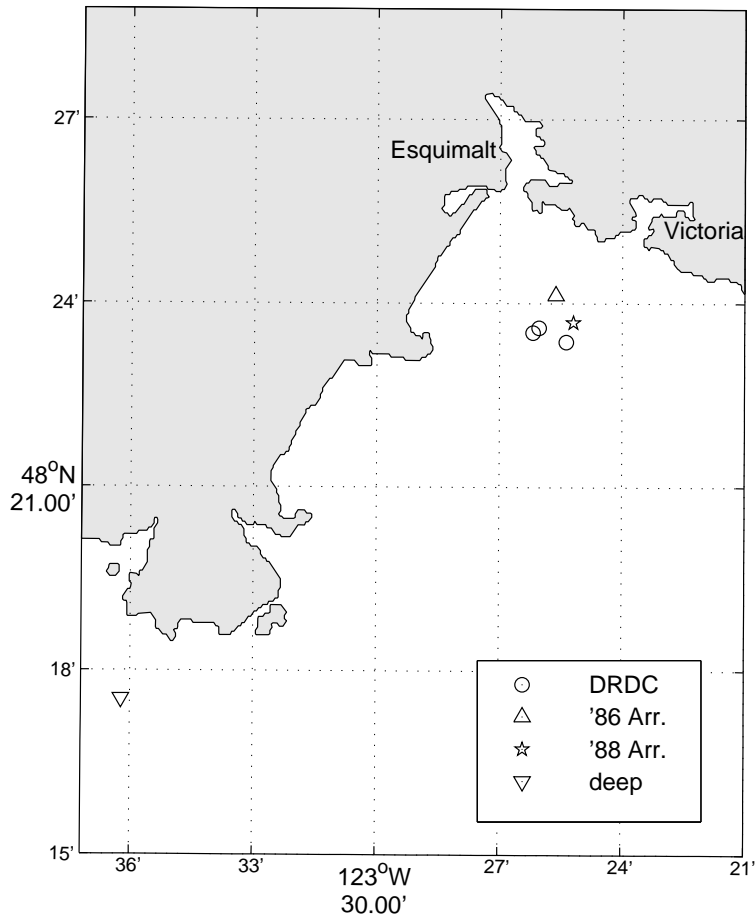 27'
Esquimalt
Victoria
24'
48°N
21.00'
18'
DRDC
'86 Arr.
'88 Arr.
deep
15'
36'
33'
123°W
30.00'
27'
24'
21'